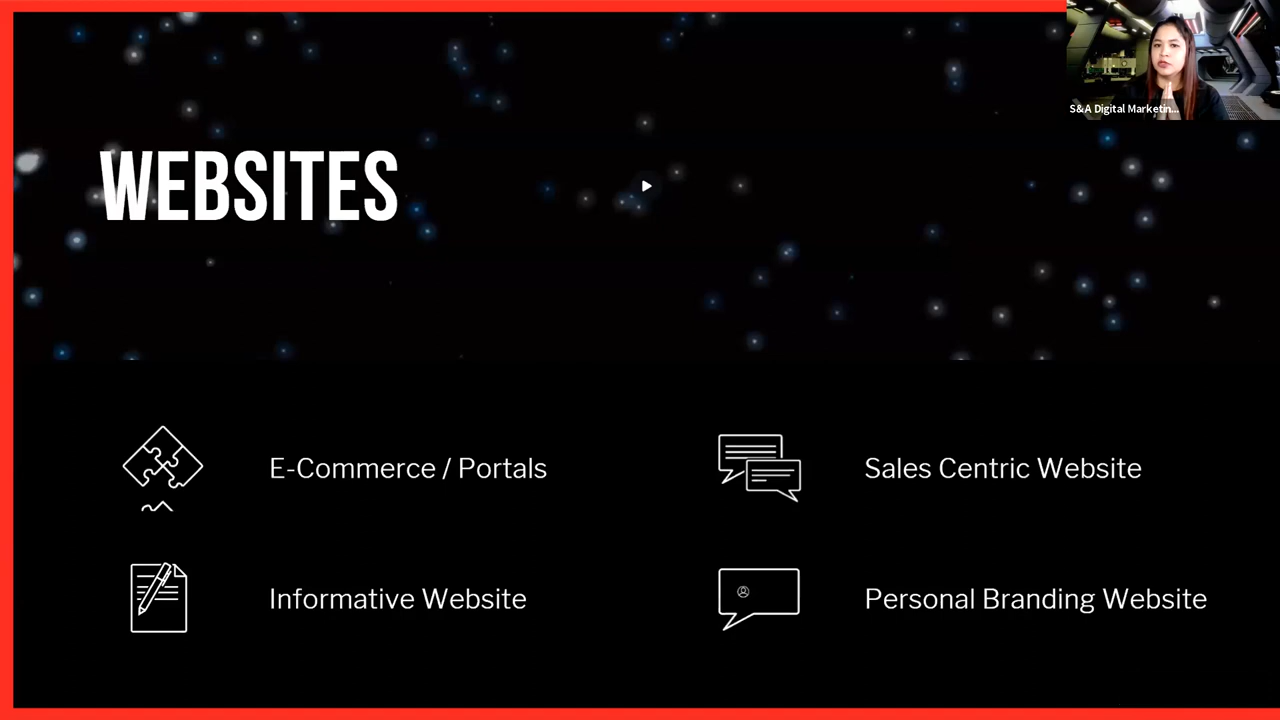 S&A Digital Marketin...
WEBSITES
E-Commerce / Portals
Sales Centric Website
Informative Website
Personal Branding Website